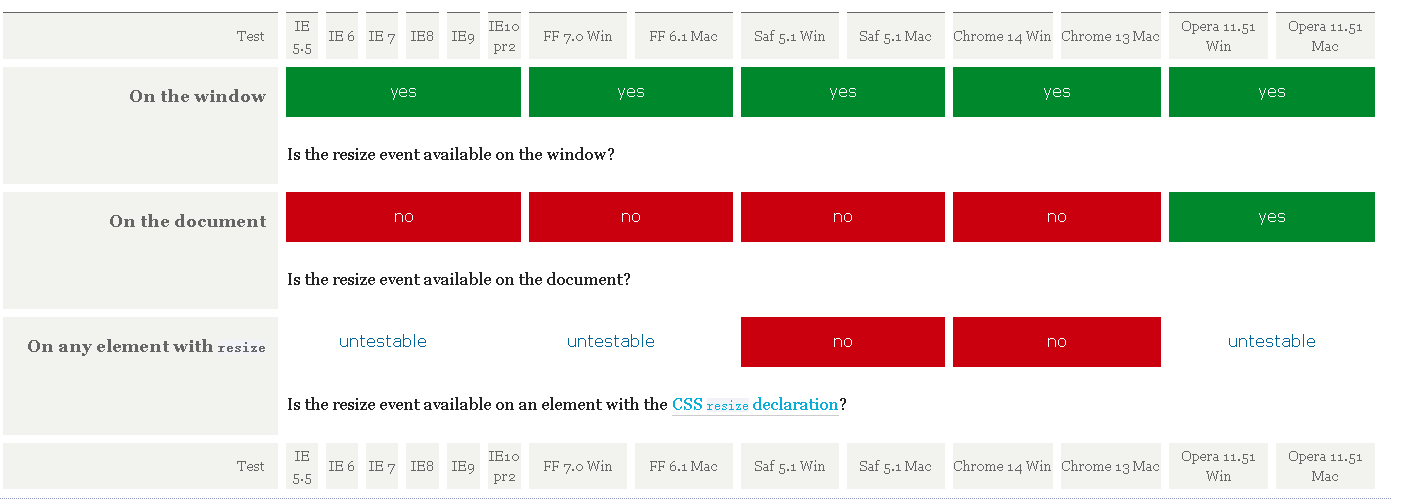 Test IE 5.5 IE 6 IE 7 IE8 IE9 IE10 pr2 FF 7.0 Win FF 6.1 Mac Saf 5.1 Win Saf 5.1 Mac Chrome 14 Win Chrome 13 Mac Opera 11.51 Win Opera 11.51 Mac
On the window yes yes yes yes yes
Is the resize event available on the window?
On the document no no no no yes
Is the resize event available on the document?
On any element with resize untestable untestable no no untestable
Is the resize event available on an element with the CSS resize declaration?
Test IE 5.5 IE 6 IE 7 IE8 IE9 IE10 pr2 FF 7.0 Win FF 6.1 Mac Saf 5.1 Win Saf 5.1 Mac Chrome 14 Win Chrome 13 Mac Opera 11.51 Win Opera 11.51 Mac